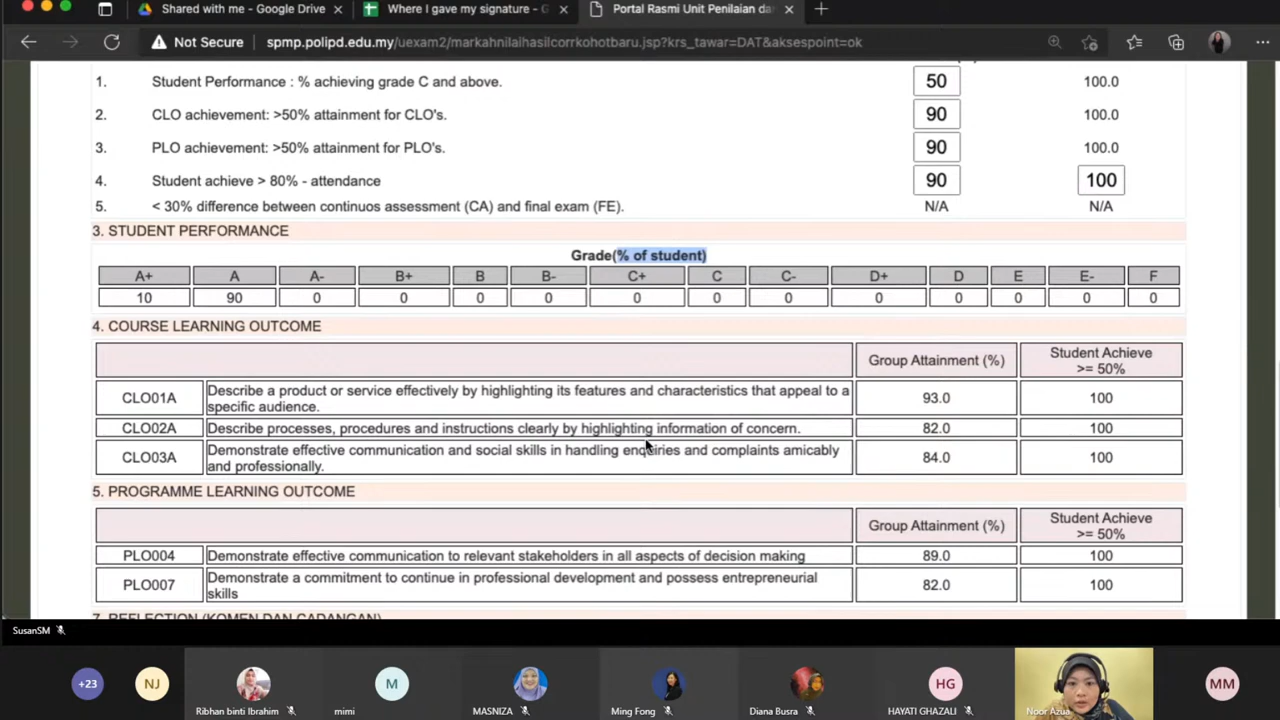 Shared with me - Google Drive
Where I gave my signature - G
Portal Rasmi Unit Penilaian da
Not Secure spmp.polipd.edu.my/uexam2/markahnilaihasilcorrkohotbaru.jsp?krs_tawar=DAT&aksespoint=ok
1. Student Performance : % achieving grade C and above. 50 100.0
2. CLO achievement: >50% attainment for CLO's. 90 100.0
3. PLO achievement: >50% attainment for PLO's. 90 100.0
4. Student achieve > 80% - attendance 90 100
5. < 30% difference between continuos assessment (CA) and final exam (FE). N/A N/A
3. STUDENT PERFORMANCE
Grade(% of student)
A+ A A- B+ B B- C+ C C- D+ D E E- F
10 90 0 0 0 0 0 0 0 0 0 0 0 0
4. COURSE LEARNING OUTCOME
Group Attainment (%) Student Achieve
>= 50%
CLO01A Describe a product or service effectively by highlighting its features and characteristics that appeal to a
specific audience. 93.0 100
CLO02A Describe processes, procedures and instructions clearly by highlighting information of concern. 82.0 100
CLO03A Demonstrate effective communication and social skills in handling enquiries and complaints amicably
and professionally. 84.0 100
5. PROGRAMME LEARNING OUTCOME
Group Attainment (%) Student Achieve
>= 50%
PLO004 Demonstrate effective communication to relevant stakeholders in all aspects of decision making 89.0 100
PLO007 Demonstrate a commitment to continue in professional development and possess entrepreneurial
skills 82.0 100
7. REFLECTION (KOMEN DAN CADANGAN)
SusanSM
+23 NJ M HG MM
Ribhan binti Ibrahim mimi MASNIZA Ming Fong Diana Busra HAYATI GHAZALI Noor Azua